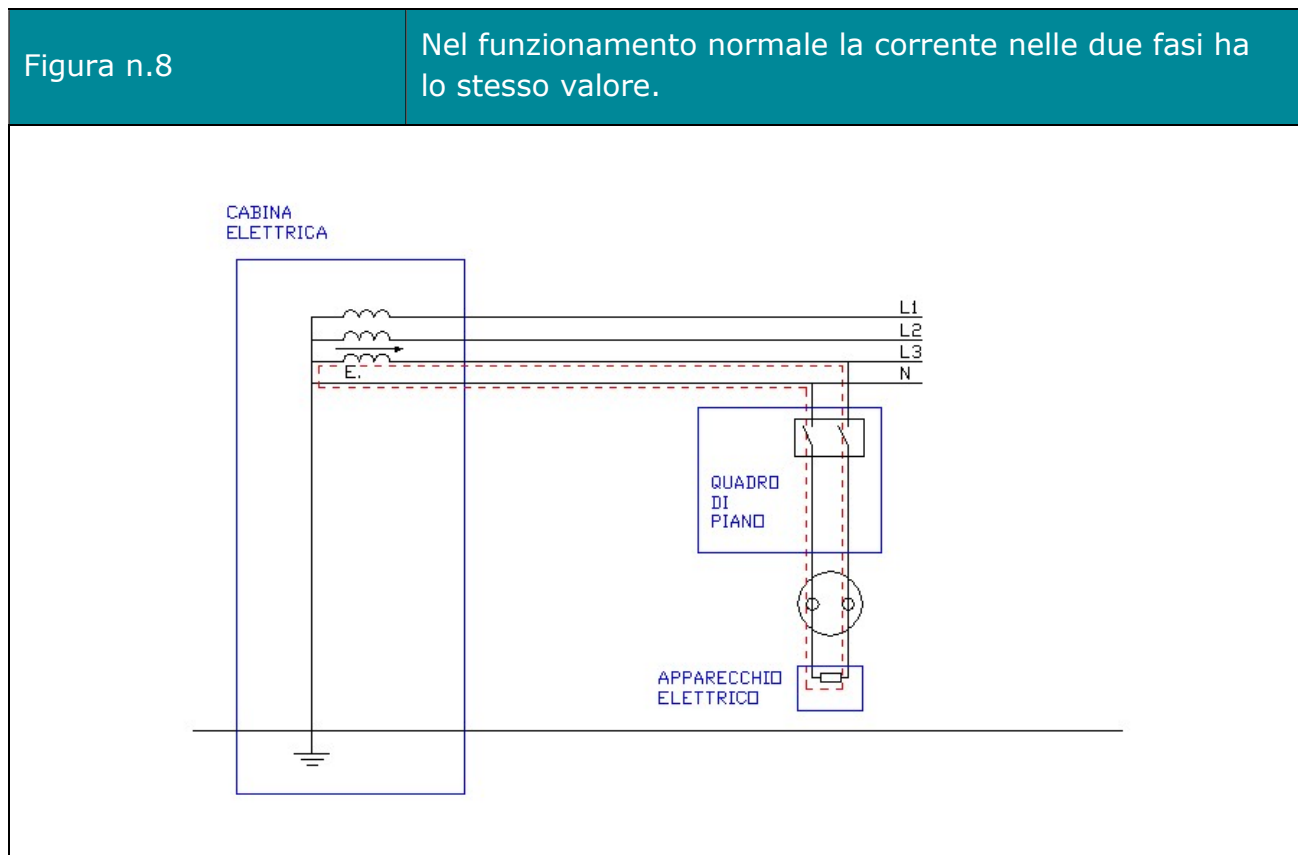 Figura n.8
Nel funzionamento normale la corrente nelle due fasi ha
lo stesso valore.
CABINA
ELETTRICA
L1
L2
L3
E.
N
QUADRO
DI
PIANO
APPARECCHIO
ELETTRICO